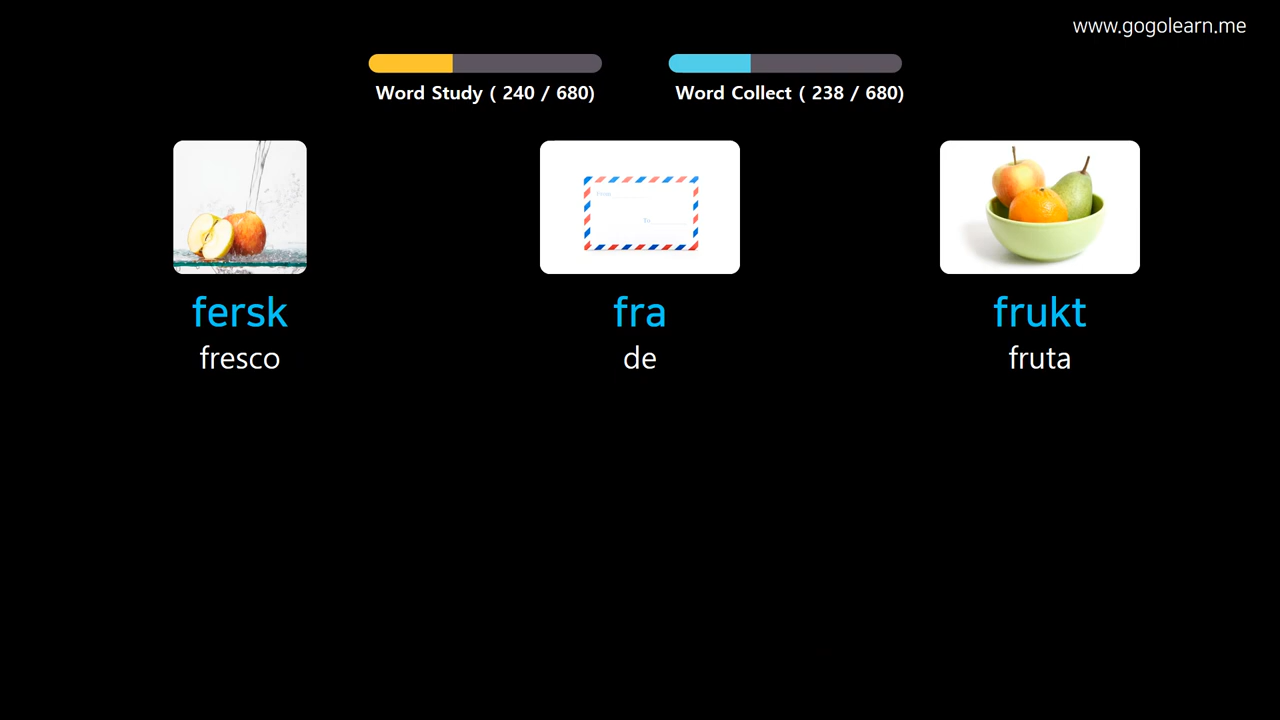 www.gogolearn.me
Word Study ( 240 / 680)
Word Collect ( 238 / 680)
fersk
fresco
fra
de
frukt
fruta